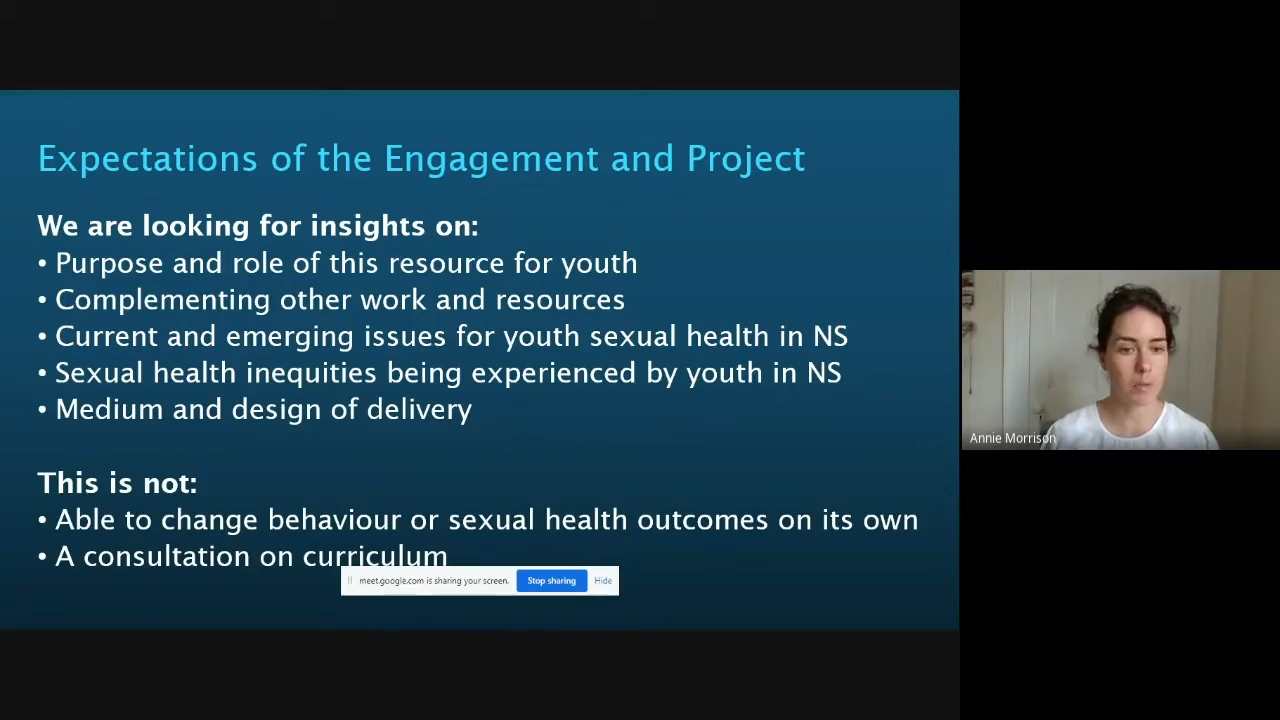 Expectations of the Engagement and Project
We are looking for insights on:
• Purpose and role of this resource for youth
• Complementing other work and resources
• Current and emerging issues for youth sexual health in NS
• Sexual health inequities being experienced by youth in NS
• Medium and design of delivery
This is not:
• Able to change behaviour or sexual health outcomes on its own
• A consultation on curriculum
meet.google.com is sharing your screen. Stop sharing Hide
Annie Morrison